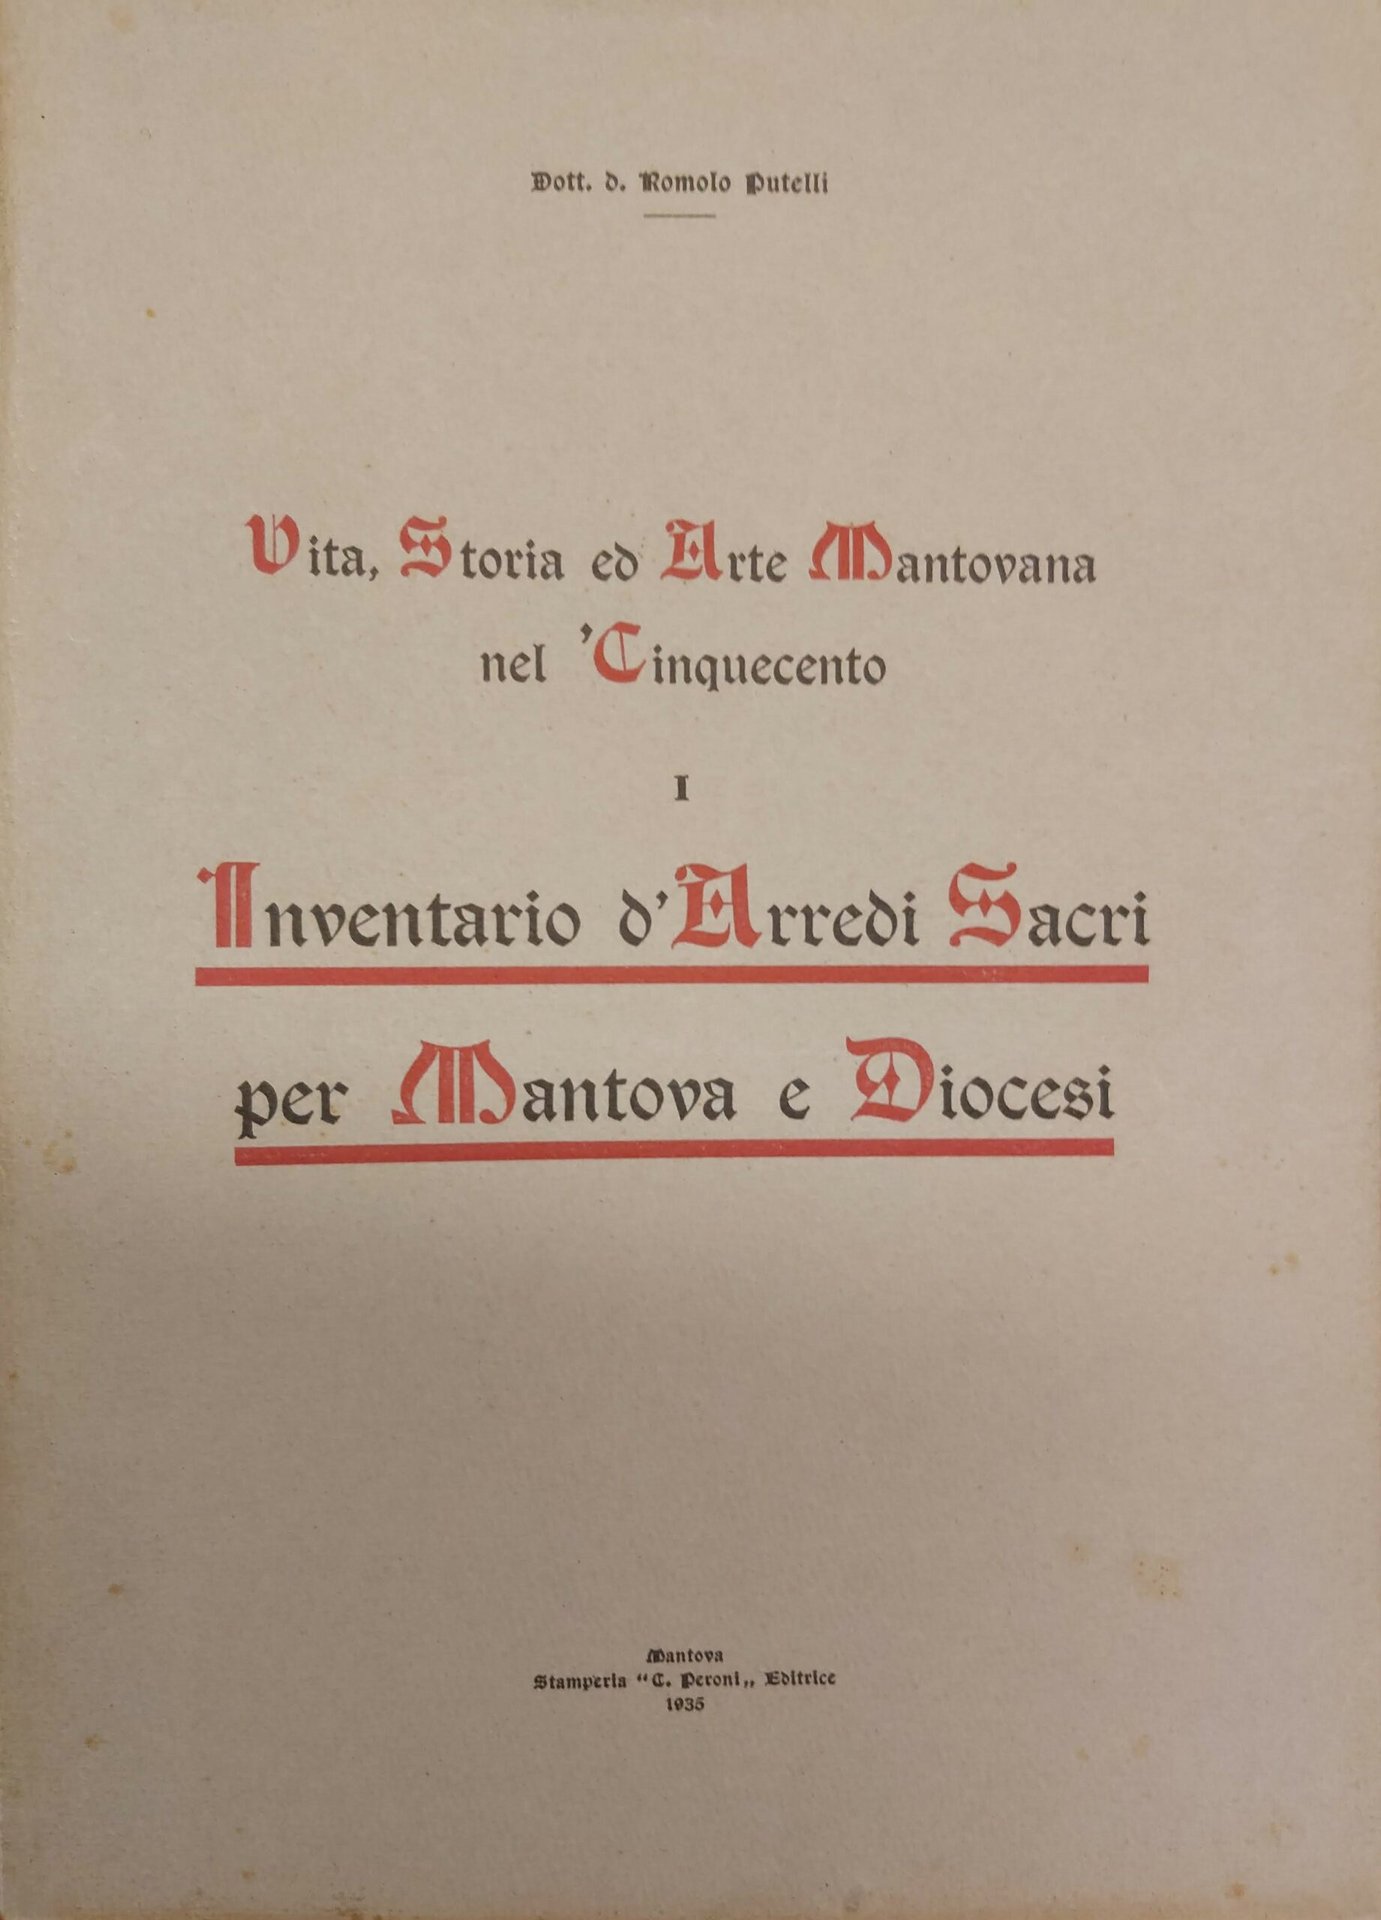 Dott. d. Romolo Putelli
Vita, Storia ed Arte Mantovana
nel 'Cinquecento
I
Inventario d'Arredi Sacri
per Mantova e Diocesi
Mantova
Stamperia "C. Peroni„ Editrice
1935